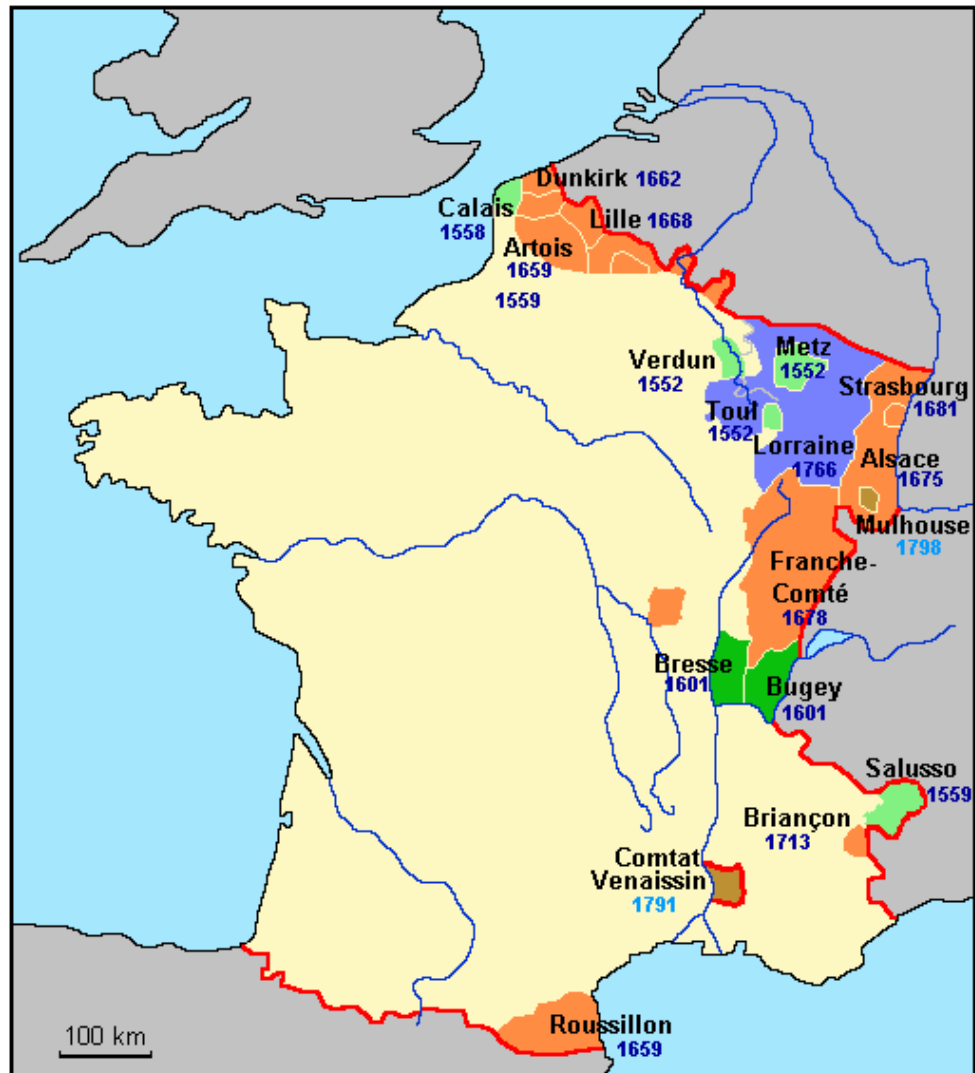 Dunkirk 1662
Calais
1558
Lille 1668
Artois
1659
1559
Verdun
1552
Metz
1552
Strasbourg
1681
Toul
1552
Lorraine
1766
Alsace
1675
Mulhouse
1798
Franche-
Comté
1678
Bresse
1601
Bugey
1601
Salusso
1559
Briançon
1713
Comtat
Venaissin
1791
Roussillon
1659
100 km